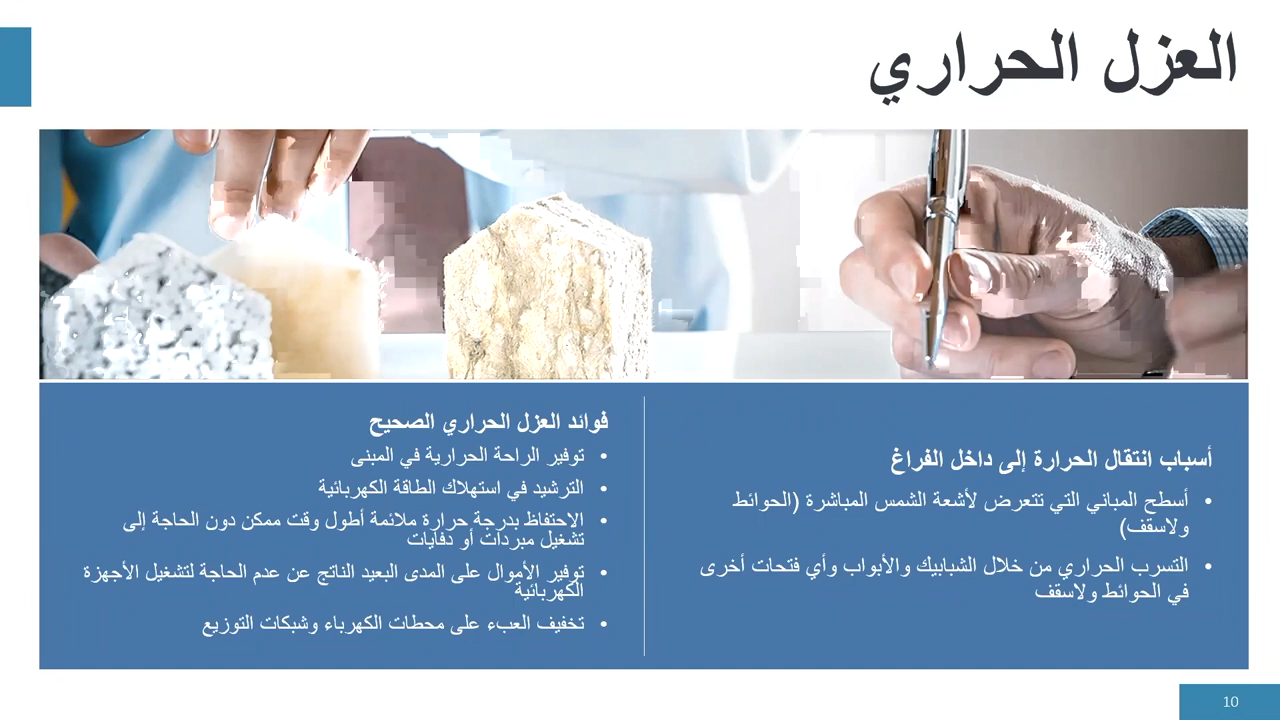 العزل الحراري
أسباب انتقال الحرارة إلى داخل الفراغ
• أسطح المباني التي تتعرض لأشعة الشمس المباشرة (الحوائط
ولاسقف)
• التسرب الحراري من خلال الشبابيك والأبواب وأي فتحات أخرى
في الحوائط ولاسقف
فوائد العزل الحراري الصحيح
• توفير الراحة الحرارية في المبنى
• الترشيد في استهلاك الطاقة الكهربائية
• الاحتفاظ بدرجة حرارة ملائمة أطول وقت ممكن دون الحاجة إلى
تشغيل مبردات أو دفايات
• توفير الأموال على المدى البعيد الناتج عن عدم الحاجة لتشغيل الأجهزة
الكهربائية
• تخفيف العبء على محطات الكهرباء وشبكات التوزيع
10